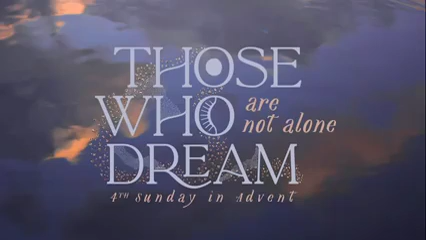 THOSE
WHO are
not alone
DREAM
4TH Sunday in Advent